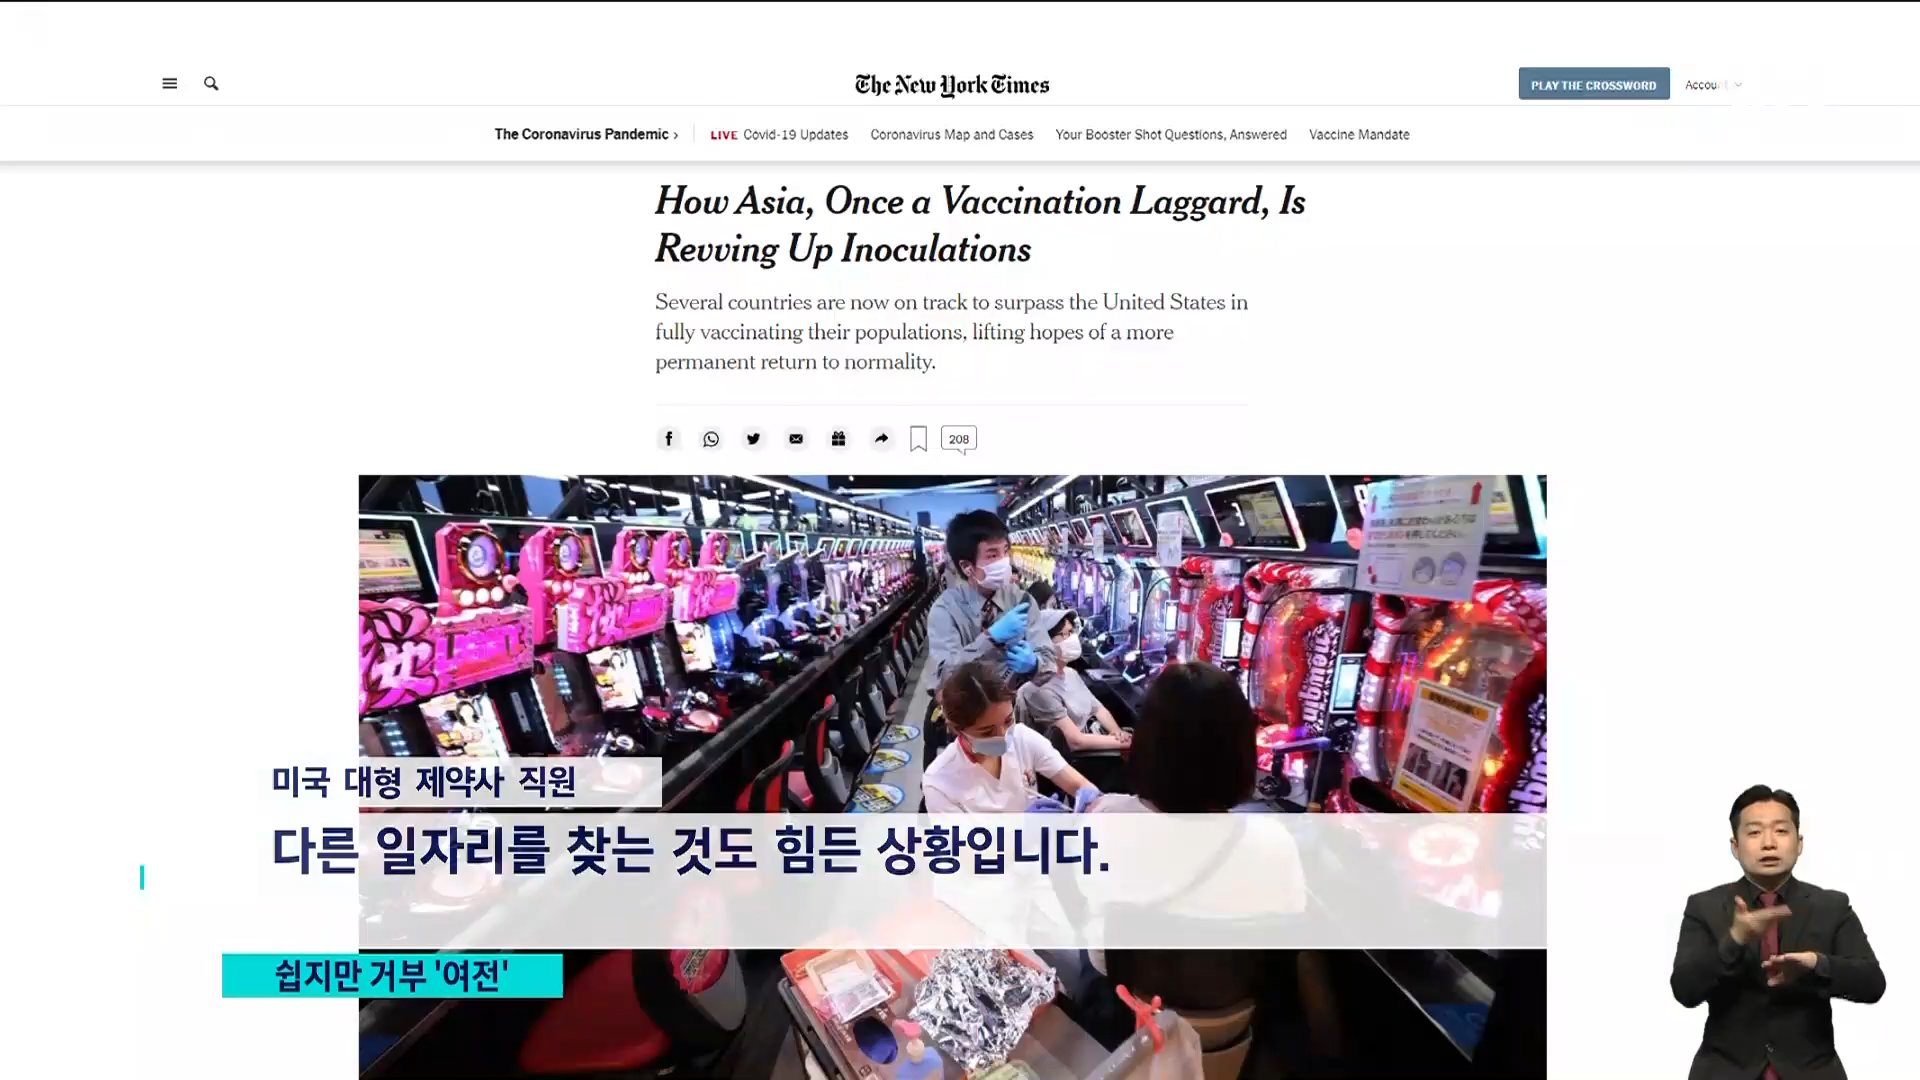 The New York Times
PLAY THE CROSSWORD
Account
The Coronavirus Pandemic ›
LIVE Covid-19 Updates
Coronavirus Map and Cases
Your Booster Shot Questions, Answered
Vaccine Mandate
How Asia, Once a Vaccination Laggard, Is
Revving Up Inoculations
Several countries are now on track to surpass the United States in
fully vaccinating their populations, lifting hopes of a more
permanent return to normality.
208
桜
미국 대형 제약사 직원
다른 일자리를 찾는 것도 힘든 상황입니다.
쉽지만 거부 '여전'